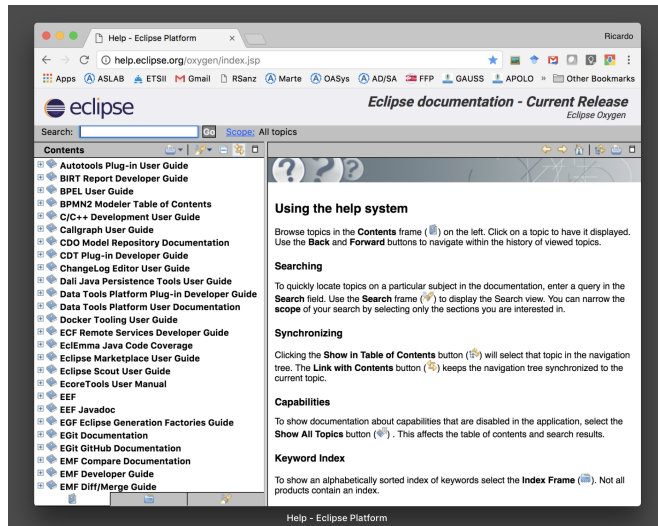 Help - Eclipse Platform
Ricardo
help.eclipse.org/oxygen/index.jsp
Apps ASLAB ETSII Gmail RSanz Marte OASys AD/SA FFP GAUSS APOLO » Other Bookmarks
eclipse
Eclipse documentation - Current Release
Eclipse Oxygen
Search: Go Scope: All topics
Contents
Autotools Plug-in User Guide
BIRT Report Developer Guide
BPEL User Guide
BPMN2 Modeler Table of Contents
C/C++ Development User Guide
Callgraph User Guide
CDO Model Repository Documentation
CDT Plug-in Developer Guide
ChangeLog Editor User Guide
Dali Java Persistence Tools User Guide
Data Tools Platform Plug-in Developer Guide
Data Tools Platform User Documentation
Docker Tooling User Guide
ECF Remote Services Developer Guide
EclEmma Java Code Coverage
Eclipse Marketplace User Guide
Eclipse Scout User Guide
EcoreTools User Manual
EEF
EEF Javadoc
EGF Eclipse Generation Factories Guide
EGit Documentation
EGit GitHub Documentation
EMF Compare Documentation
EMF Developer Guide
EMF Diff/Merge Guide
???
Using the help system
Browse topics in the Contents frame ( ) on the left. Click on a topic to have it displayed.
Use the Back and Forward buttons to navigate within the history of viewed topics.
Searching
To quickly locate topics on a particular subject in the documentation, enter a query in the
Search field. Use the Search frame ( ) to display the Search view. You can narrow the
scope of your search by selecting only the sections you are interested in.
Synchronizing
Clicking the Show in Table of Contents button ( ) will select that topic in the navigation
tree. The Link with Contents button ( ) keeps the navigation tree synchronized to the
current topic.
Capabilities
To show documentation about capabilities that are disabled in the application, select the
Show All Topics button ( ) . This affects the table of contents and search results.
Keyword Index
To show an alphabetically sorted index of keywords select the Index Frame ( ). Not all
products contain an index.
Help - Eclipse Platform